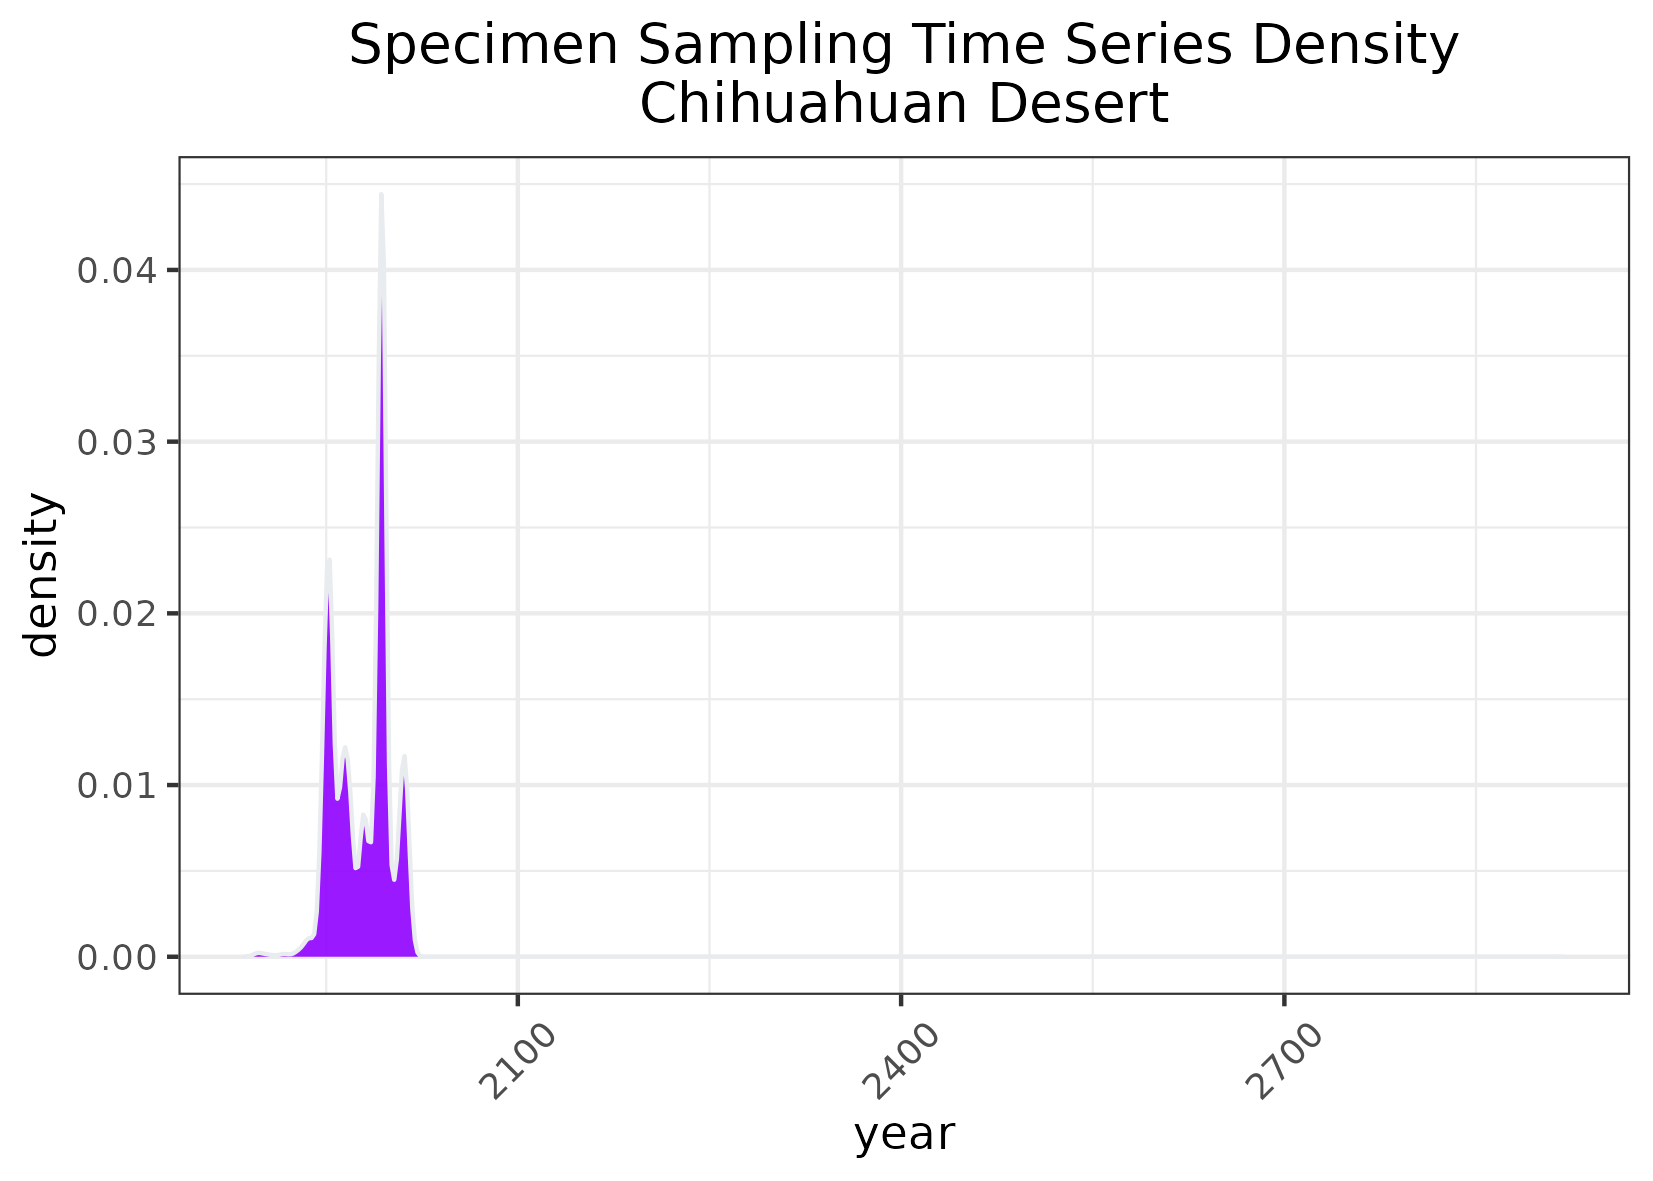 Specimen Sampling Time Series Density
Chihuahuan Desert
density
0.04
0.03
0.02
0.01
0.00
2100
2400
2700
year